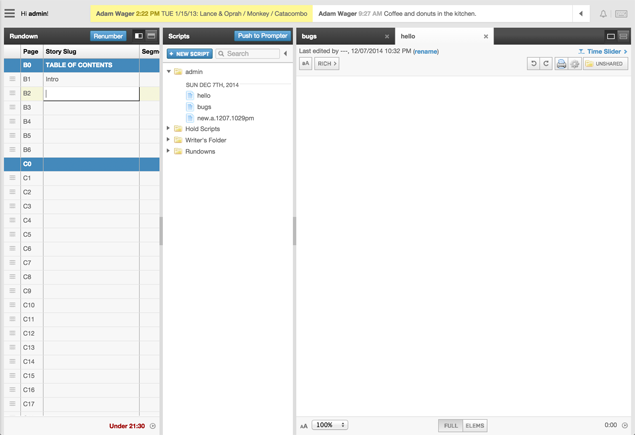 Hi admin!
Adam Wager 2:22 PM TUE 1/15/13: Lance & Oprah / Monkey / Catacombo
Adam Wager 9:27 AM Coffee and donuts in the kitchen.
Rundown
Renumber
Page Story Slug Segme
B0 TABLE OF CONTENTS
B1 Intro
B2
B3
B4
B5
B6
C0
C1
C2
C3
C4
C5
C6
C7
C8
C9
C10
C11
C12
C13
C14
C15
C16
C17
Under 21:30
Scripts
Push to Prompter
+ NEW SCRIPT
Search
admin
SUN DEC 7TH, 2014
hello
bugs
new.a.1207.1029pm
Hold Scripts
Writer's Folder
Rundowns
bugs
hello
Last edited by ---, 12/07/2014 10:32 PM (rename)
Time Slider >
aA
RICH >
UNSHARED
aA
100%
FULL
ELEMS
0:00